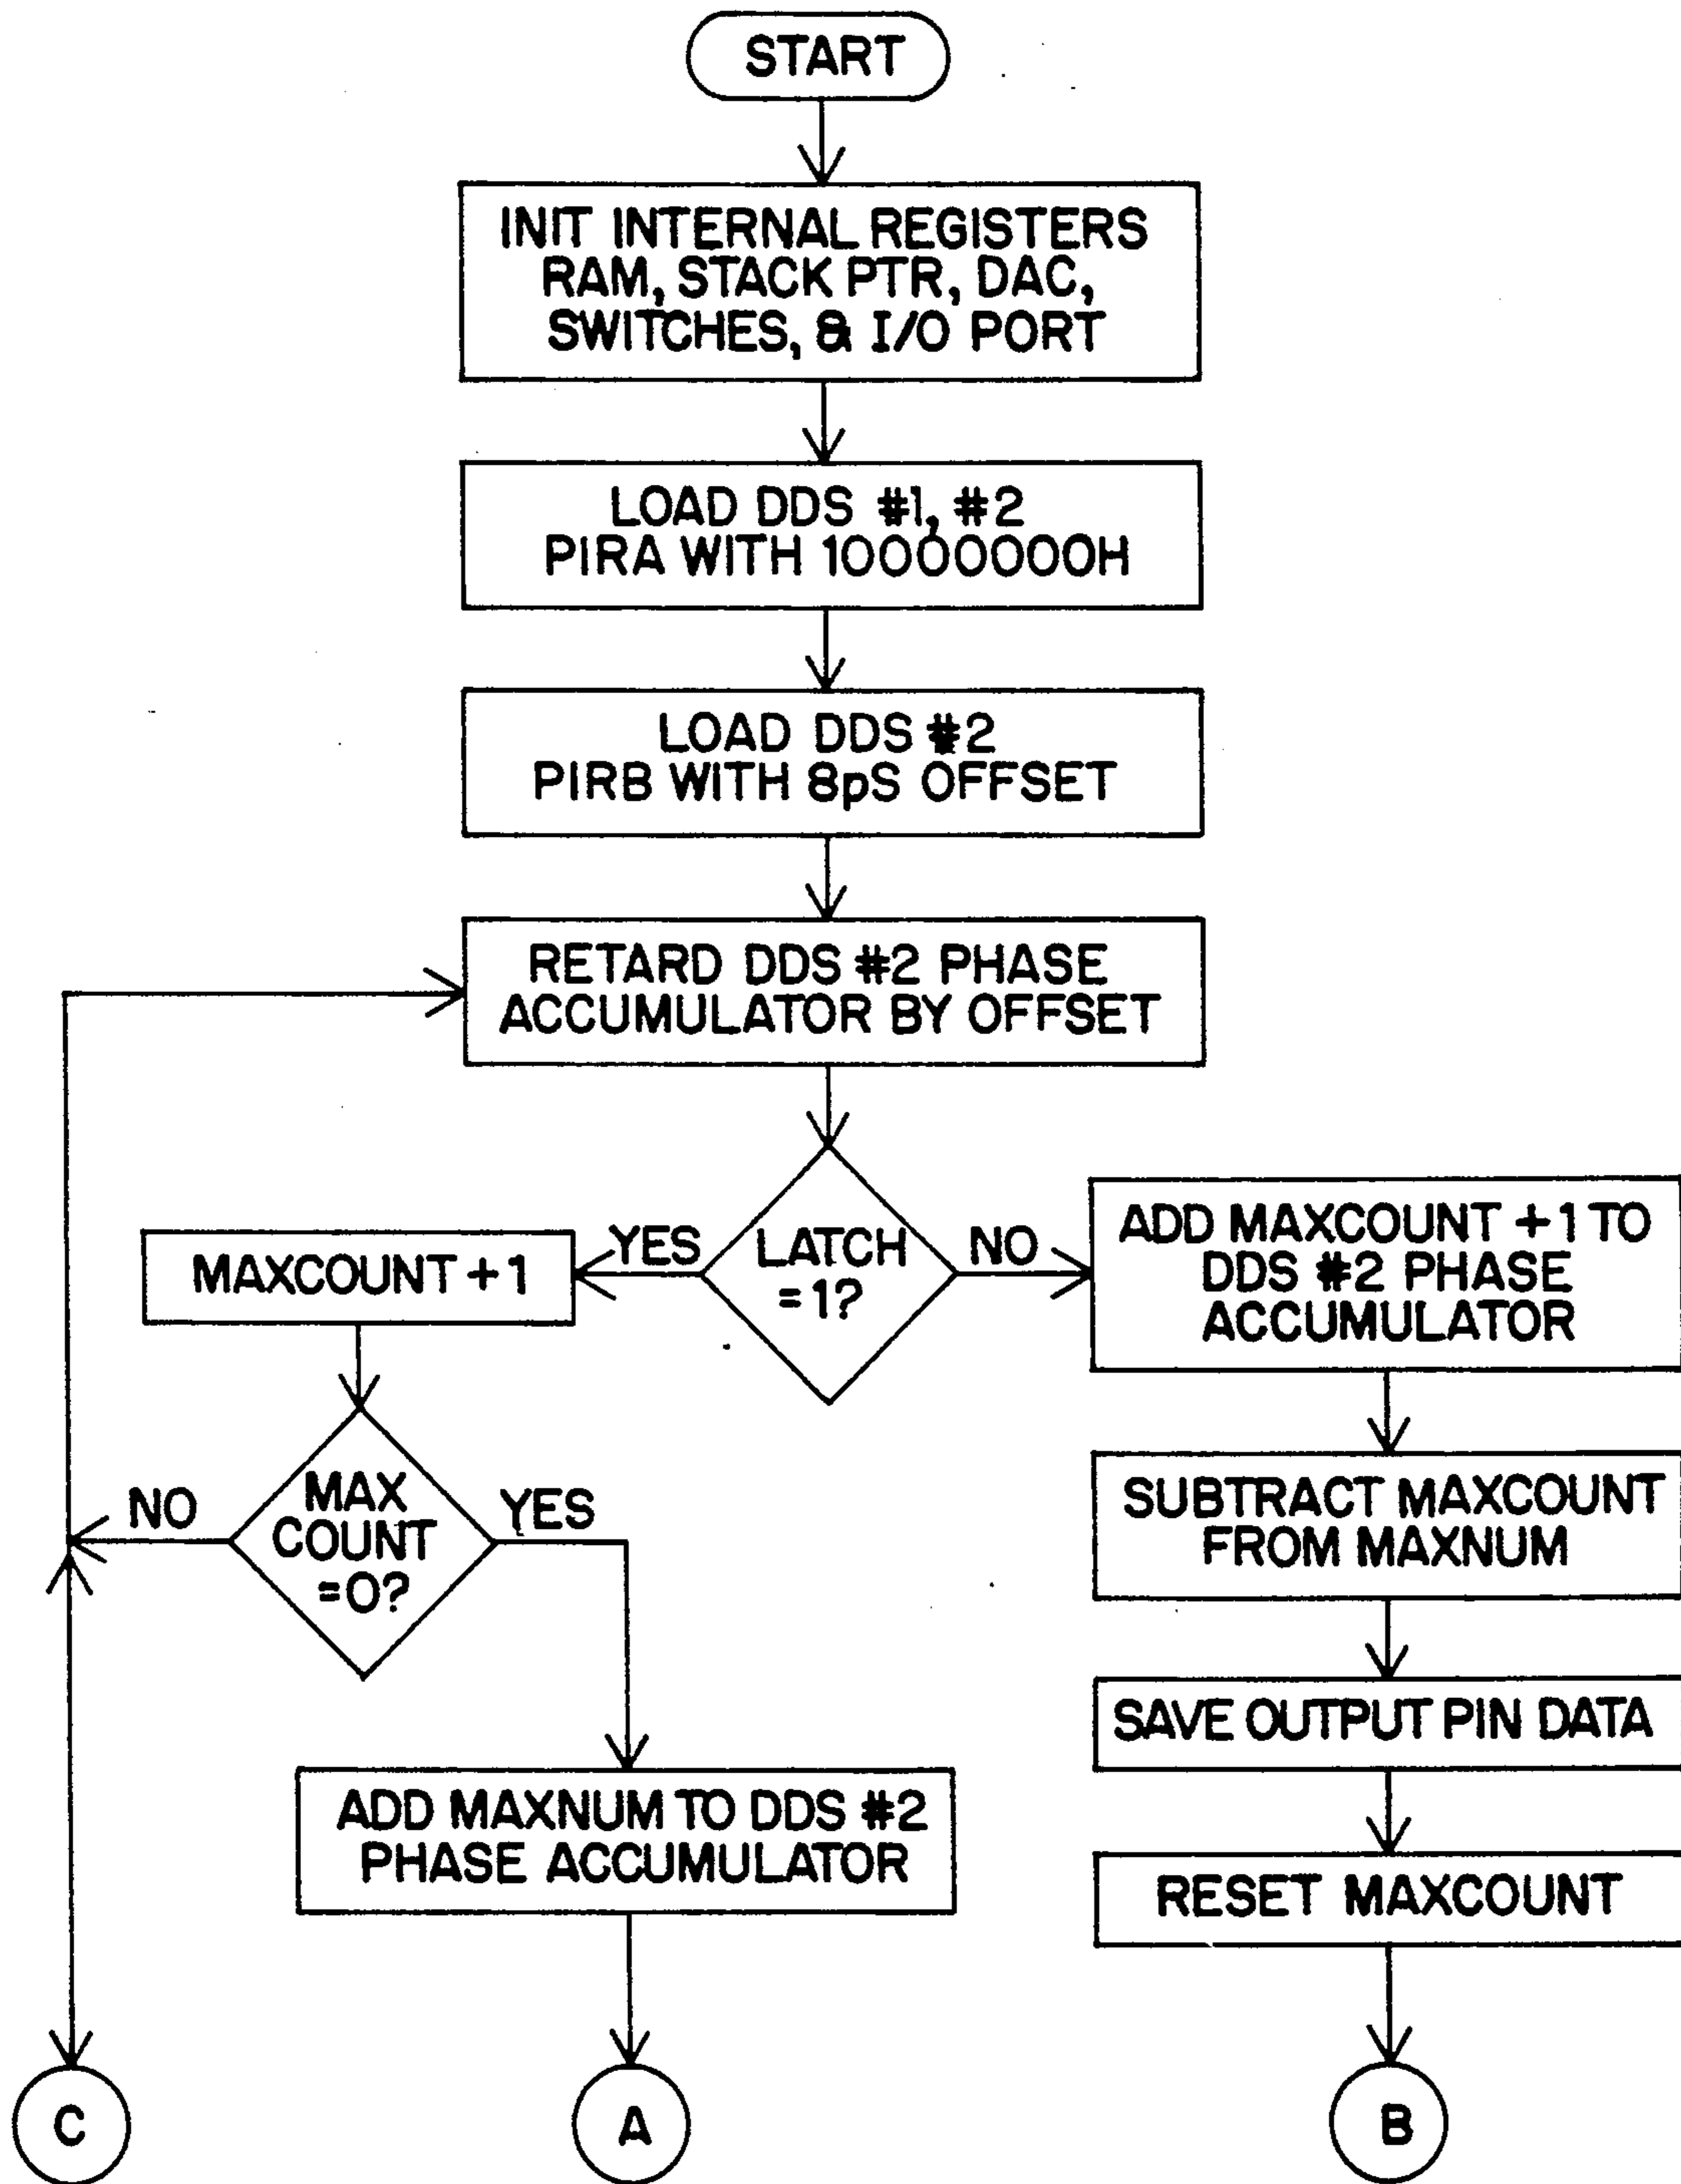 START
INIT INTERNAL REGISTERS
RAM, STACK PTR, DAC,
SWITCHES, & I/O PORT
LOAD DDS #1, #2
PIRA WITH 10000000H
LOAD DDS #2
PIRB WITH 8pS OFFSET
RETARD DDS #2 PHASE
ACCUMULATOR BY OFFSET
LATCH
=1?
YES
NO
MAXCOUNT +1
ADD MAXCOUNT +1 TO
DDS #2 PHASE
ACCUMULATOR
MAX
COUNT
=0?
NO
YES
SUBTRACT MAXCOUNT
FROM MAXNUM
SAVE OUTPUT PIN DATA
ADD MAXNUM TO DDS #2
PHASE ACCUMULATOR
RESET MAXCOUNT
C
A
B